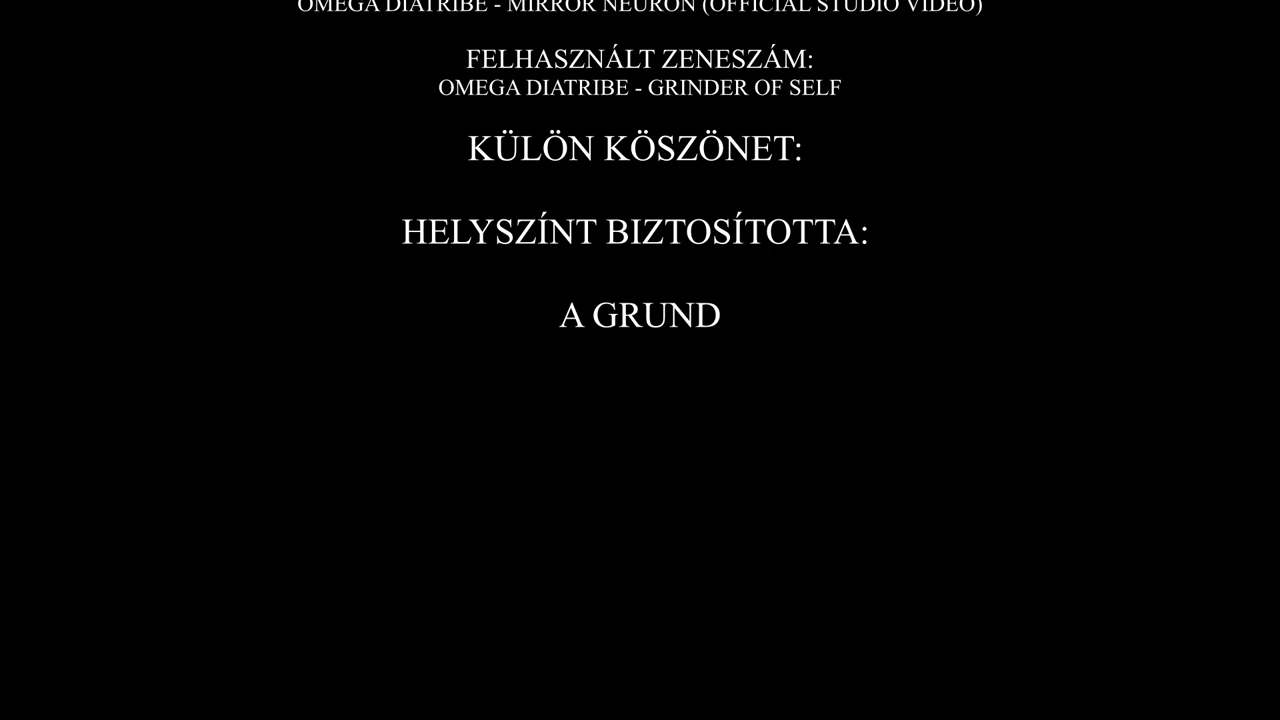 OMEGA DIATRIBE - MIRROR NEURON (OFFICIAL STUDIO VIDEO)
FELHASZNÁLT ZENESZÁM:
OMEGA DIATRIBE - GRINDER OF SELF
KÜLÖN KÖSZÖNET:
HELYSZÍNT BIZTOSÍTOTTA:
A GRUND